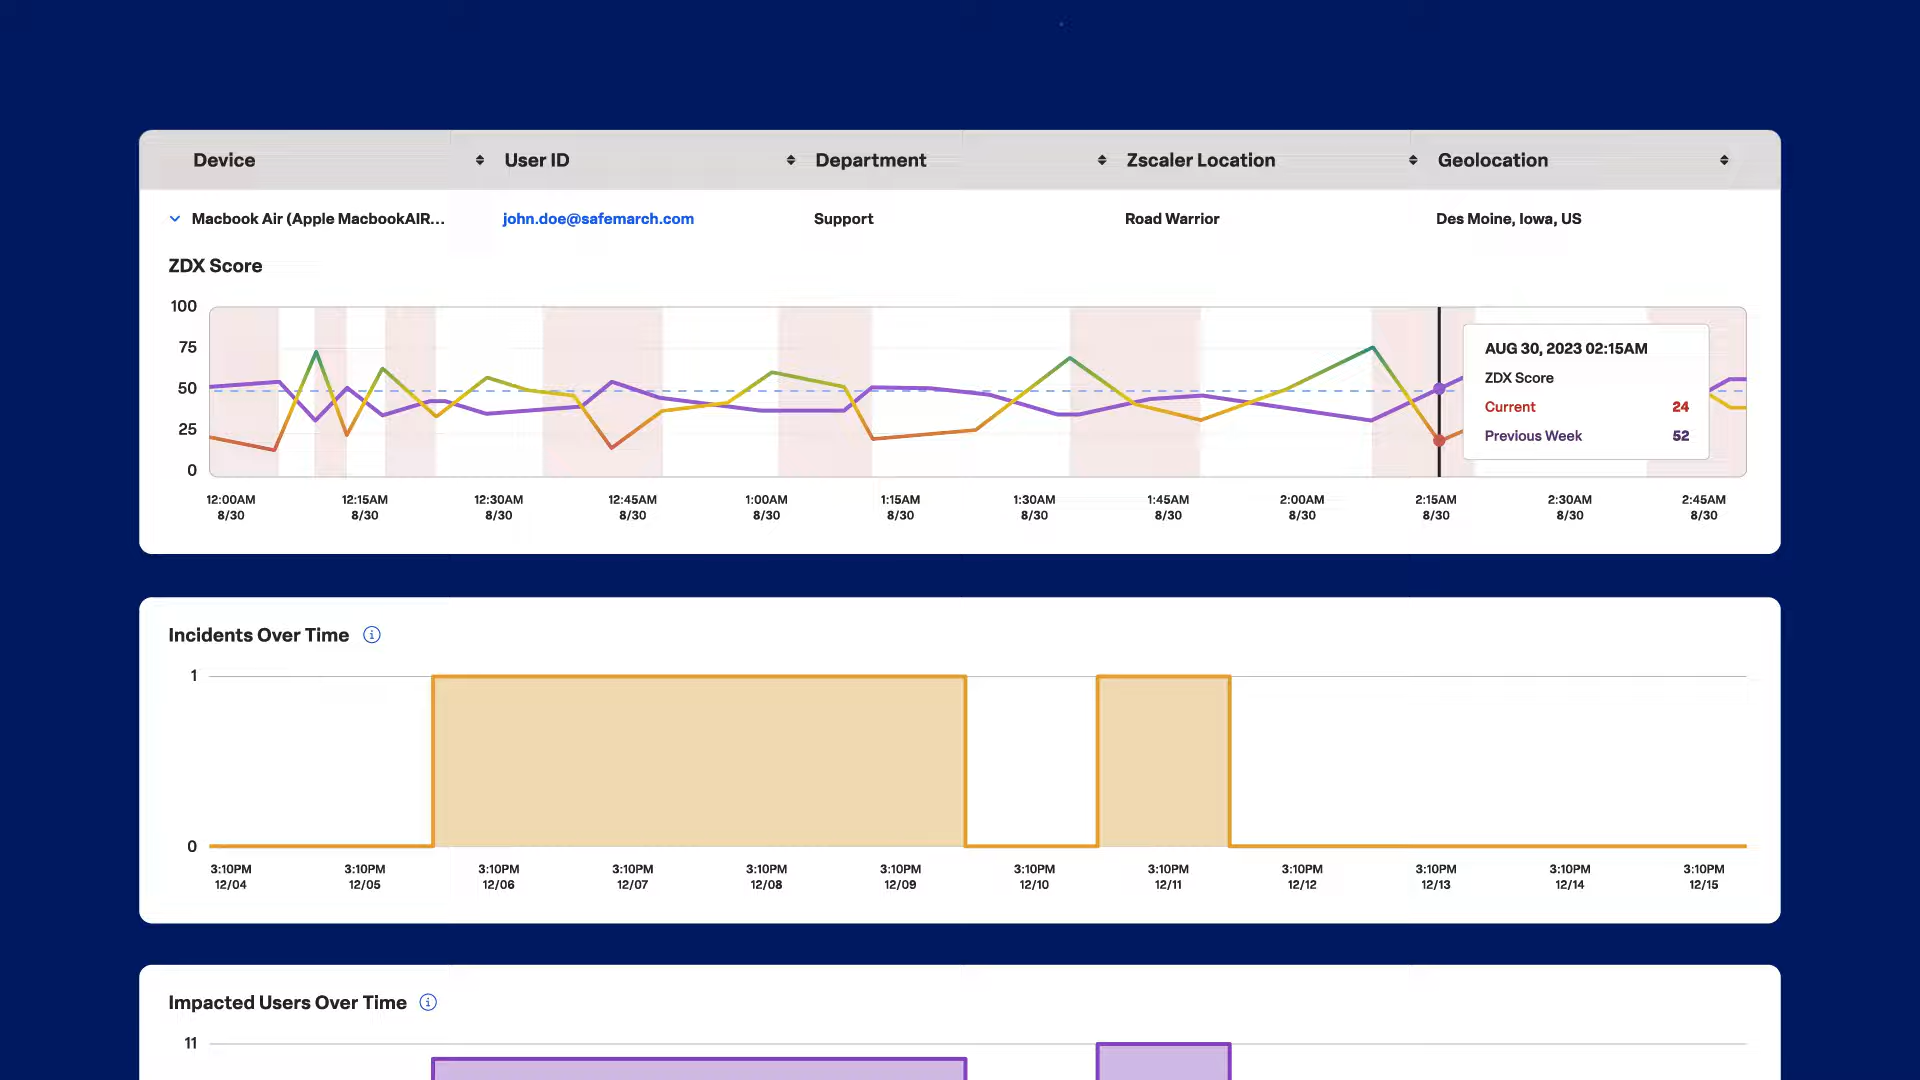 Device User ID Department Zscaler Location Geolocation
Macbook Air (Apple MacbookAIR... john.doe@safemarch.com Support Road Warrior Des Moine, Iowa, US
ZDX Score
100
75
50
25
0
AUG 30, 2023 02:15AM
ZDX Score
Current 24
Previous Week 52
12:00AM 12:15AM 12:30AM 12:45AM 1:00AM 1:15AM 1:30AM 1:45AM 2:00AM 2:15AM 2:30AM 2:45AM
8/30 8/30 8/30 8/30 8/30 8/30 8/30 8/30 8/30 8/30 8/30 8/30
Incidents Over Time
1
0
3:10PM 3:10PM 3:10PM 3:10PM 3:10PM 3:10PM 3:10PM 3:10PM 3:10PM 3:10PM 3:10PM 3:10PM
12/04 12/05 12/06 12/07 12/08 12/09 12/10 12/11 12/12 12/13 12/14 12/15
Impacted Users Over Time
11